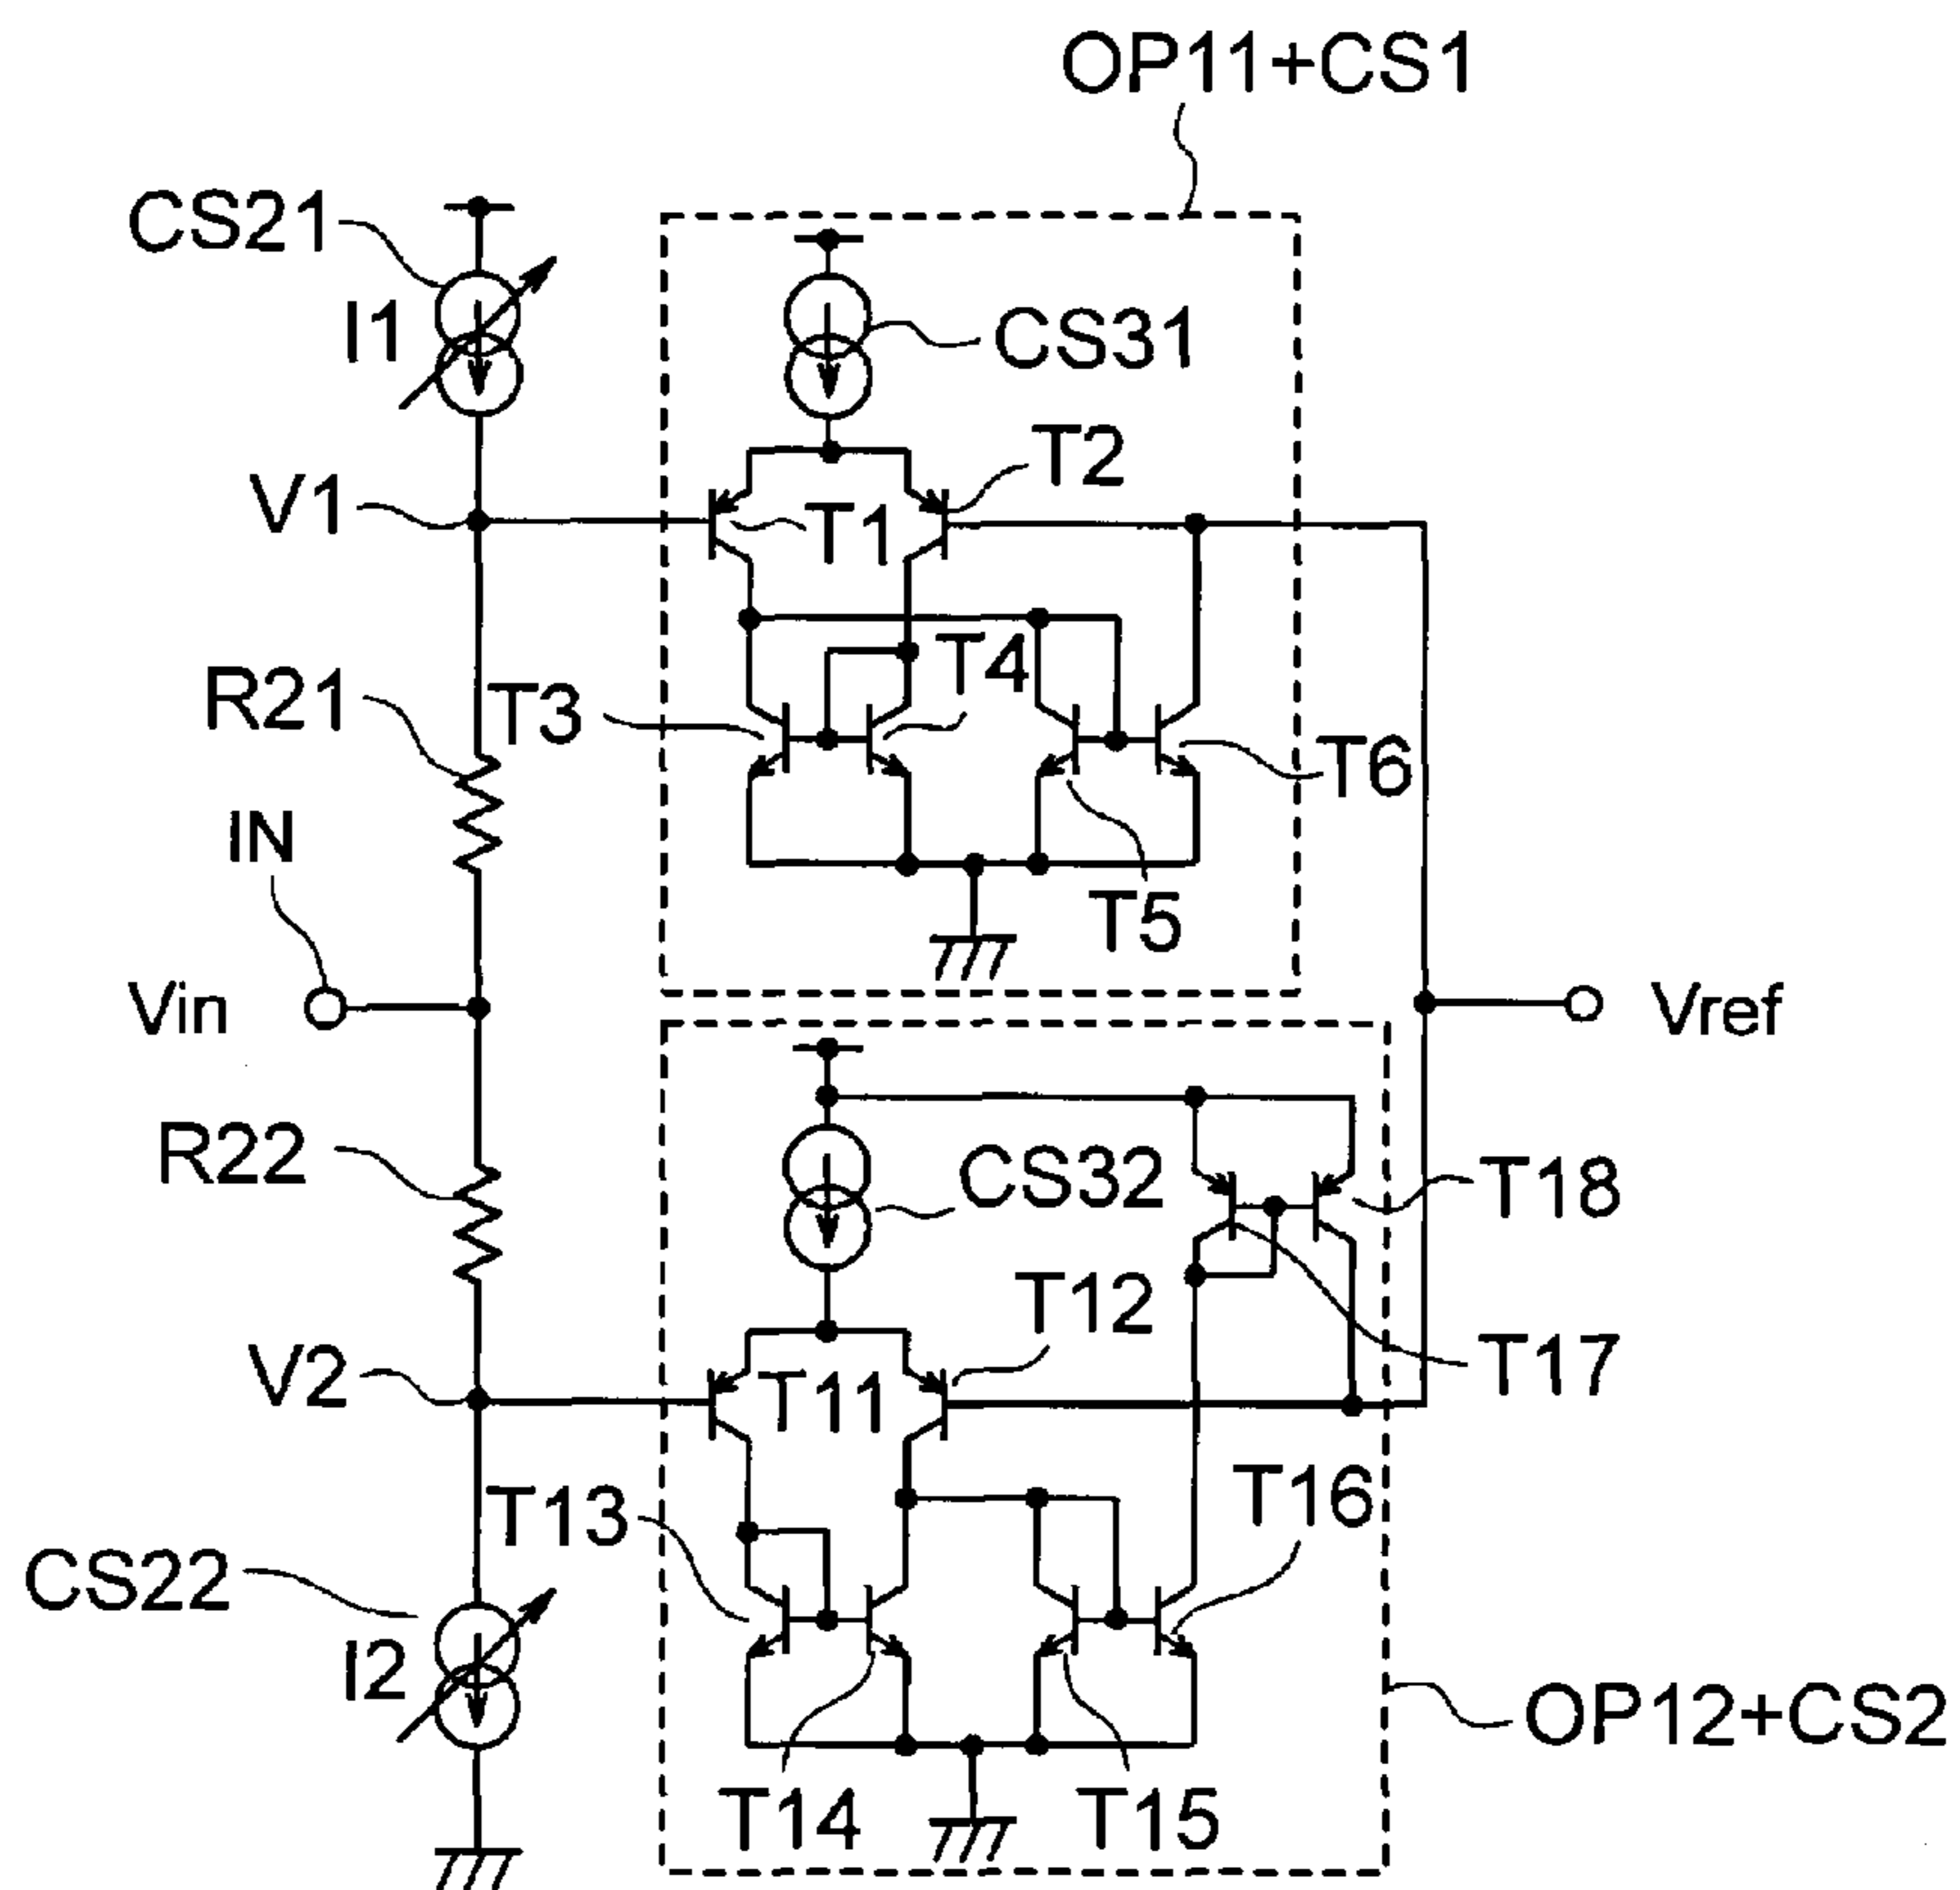 OP11+CS1
CS21
I1
CS31
T2
V1
T1
T4
R21
T3
T6
IN
T5
Vin
Vref
R22
CS32
T18
T12
V2
T11
T17
T13
T16
CS22
I2
OP12+CS2
T14
T15